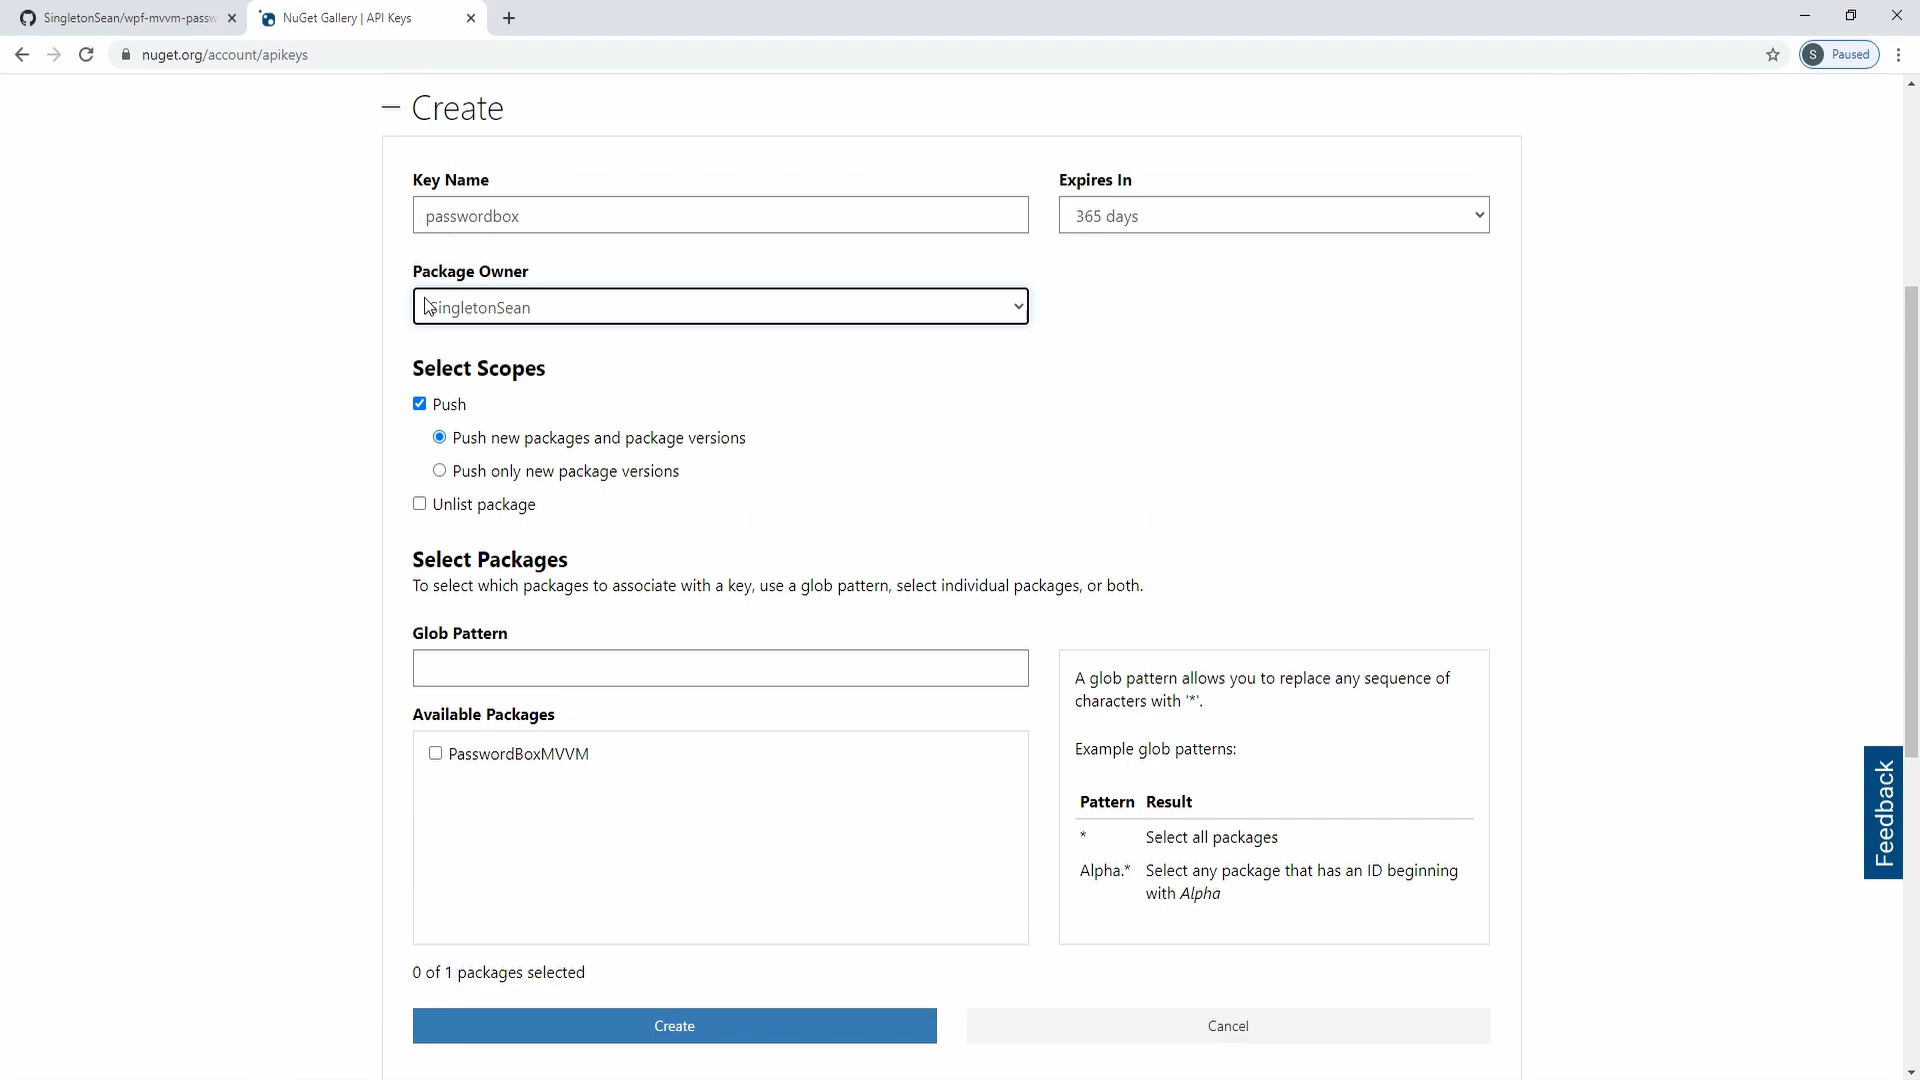 SingletonSean/wpf-mvvm-passw
NuGet Gallery | API Keys
nuget.org/account/apikeys
S
Paused
Create
Key Name
Expires In
passwordbox
365 days
Package Owner
SingletonSean
Select Scopes
Push
Push new packages and package versions
Push only new package versions
Unlist package
Select Packages
To select which packages to associate with a key, use a glob pattern, select individual packages, or both.
Glob Pattern
A glob pattern allows you to replace any sequence of
characters with '*'.
Available Packages
PasswordBoxMVVM
Example glob patterns:
Pattern Result
* Select all packages
Alpha.* Select any package that has an ID beginning
with Alpha
Feedback
0 of 1 packages selected
Create
Cancel